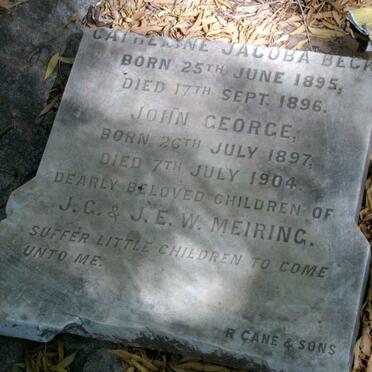 CATHELINE JACOBA BECK
BORN 25TH JUNE 1895,
DIED 17TH SEPT. 1896.
JOHN GEORGE,
BORN 26TH JULY 1897,
DIED 7TH JULY 1904
DEARLY BELOVED CHILDREN OF
J.G. & J.E.W. MEIRING.
SUFFER LITTLE CHILDREN TO COME
UNTO ME.
R CANE & SONS